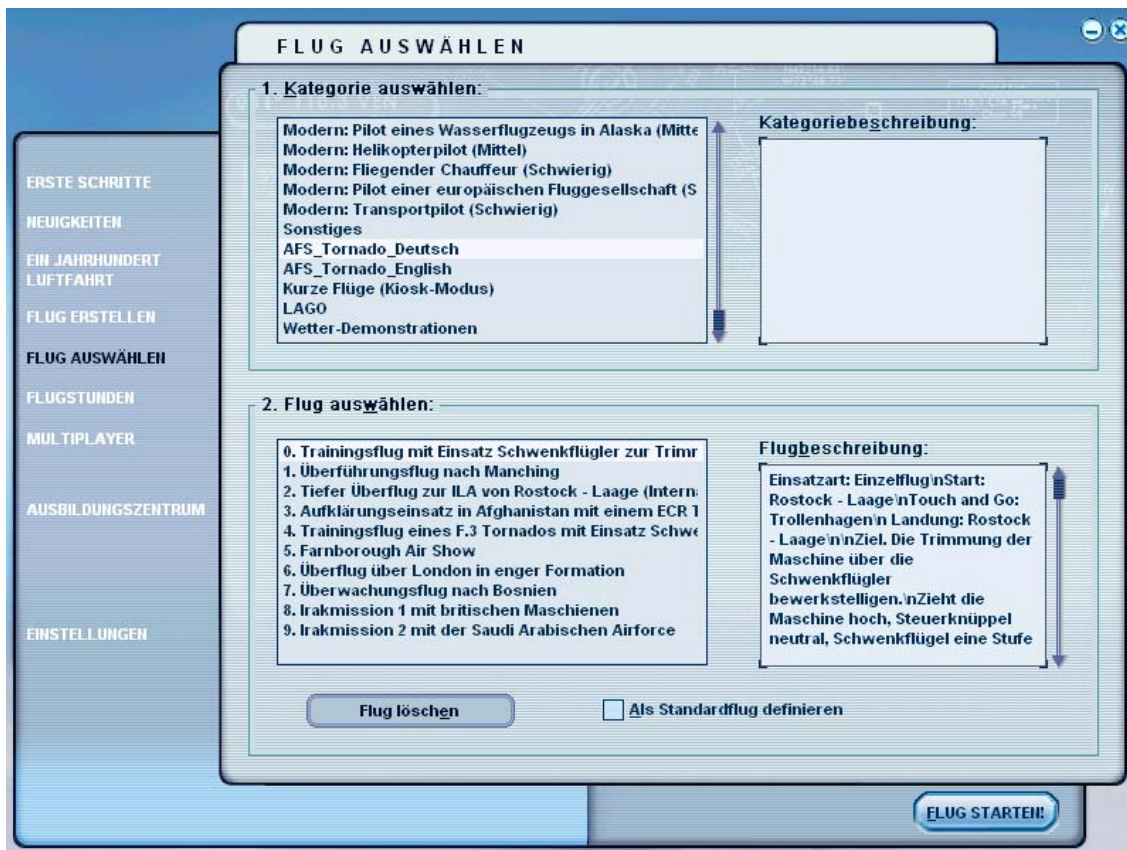 FLUG AUSWÄHLEN
1. Kategorie auswählen:
Modern: Pilot eines Wasserflugzeugs in Alaska (Mitte
Modern: Helikopterpilot (Mittel)
Modern: Fliegender Chauffeur (Schwierig)
Modern: Pilot einer europäischen Fluggesellschaft (S
Modern: Transportpilot (Schwierig)
Sonstiges
AFS_Tornado_Deutsch
AFS_Tornado_English
Kurze Flüge (Kiosk-Modus)
LAGO
Wetter-Demonstrationen
Kategoriebeschreibung:
ERSTE SCHRITTE
NEUIGKEITEN
EIN JAHRHUNDERT
LUFTFAHRT
FLUG ERSTELLEN
FLUG AUSWÄHLEN
FLUGSTUNDEN
MULTIPLAYER
AUSBILDUNGSZENTRUM
EINSTELLUNGEN
2. Flug auswählen:
0. Trainingsflug mit Einsatz Schwenkflügler zur Trimm
1. Überführungsflug nach Manching
2. Tiefer Überflug zur ILA von Rostock - Laage (Interna
3. Aufklärungseinsatz in Afghanistan mit einem ECR T
4. Trainingsflug eines F.3 Tornados mit Einsatz Schwe
5. Farnborough Air Show
6. Überflug über London in enger Formation
7. Überwachungsflug nach Bosnien
8. Irakmission 1 mit britischen Maschienen
9. Irakmission 2 mit der Saudi Arabischen Airforce
Flugbeschreibung:
Einsatzart: Einzelflug\nStart:
Rostock - Laage\nTouch and Go:
Trollenhagen\n Landung: Rostock
- Laage\n\nZiel. Die Trimmung der
Maschine über die
Schwenkflügler
bewerkstelligen.\nZieht die
Maschine hoch, Steuerknüppel
neutral, Schwenkflügel eine Stufe
Flug löschen
Als Standardflug definieren
FLUG STARTEN!